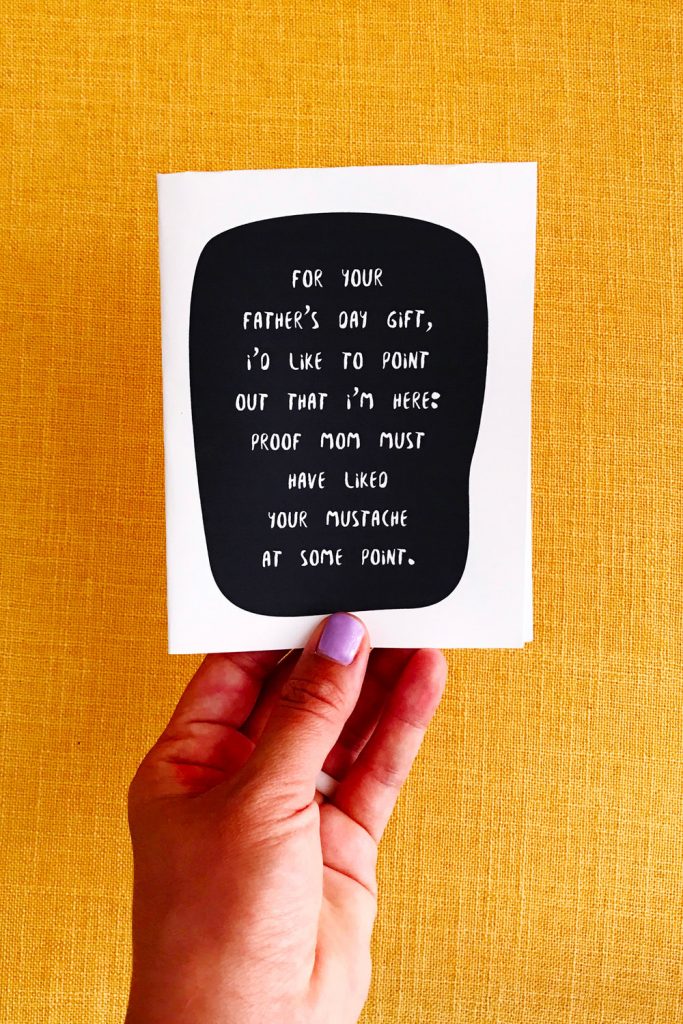 FOR YOUR
FATHER'S DAY GIFT,
I'D LIKE TO POINT
OUT THAT I'M HERE:
PROOF MOM MUST
HAVE LIKED
YOUR MUSTACHE
AT SOME POINT.